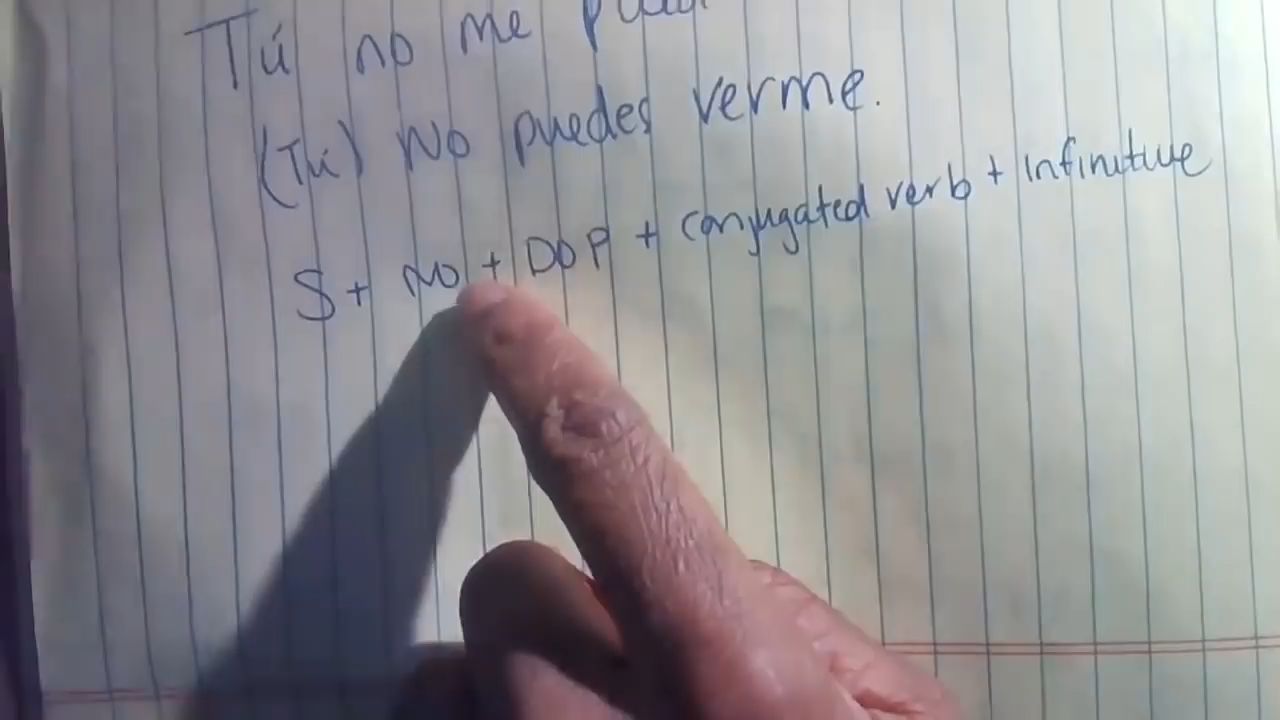 Tú no me
(Tú) No puedes verme.
S + No + DOP + conjugated verb + infinitive